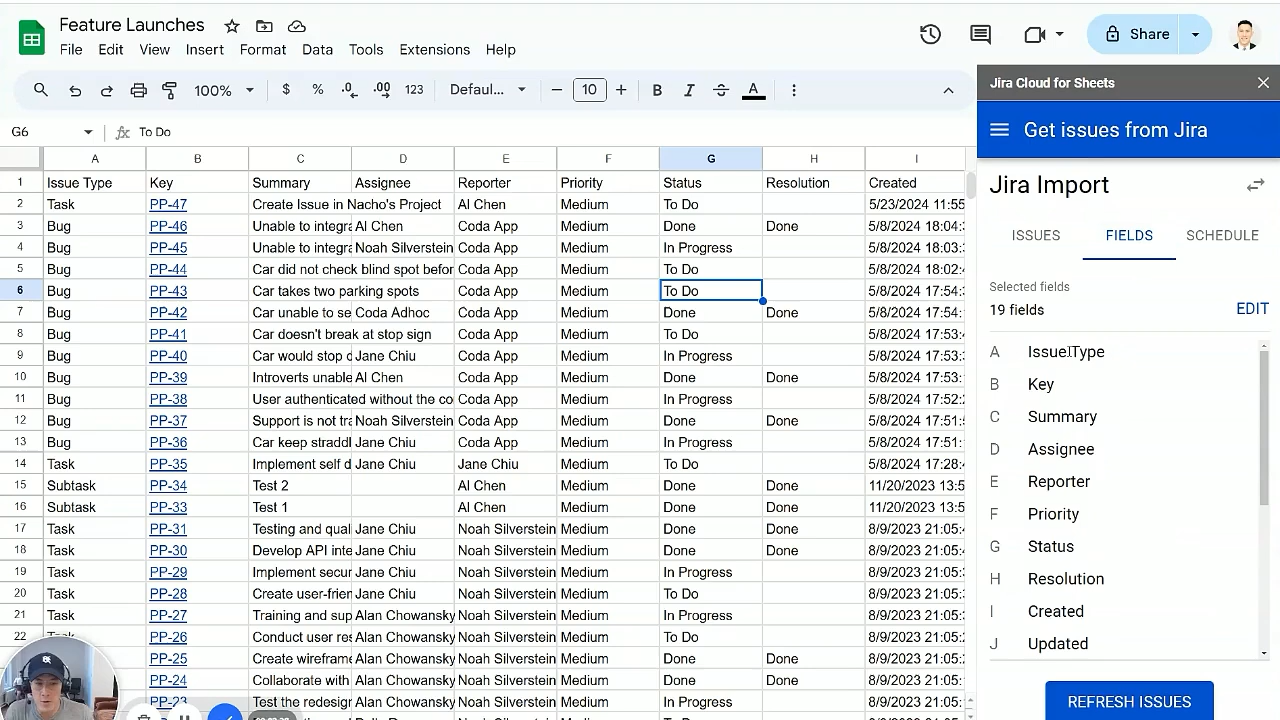 Feature Launches
File Edit View Insert Format Data Tools Extensions Help
Share
100% $ % .0 .00 123 Defaul... 10 B I S A
G6 To Do
A B C D E F G H I
1 Issue Type Key Summary Assignee Reporter Priority Status Resolution Created
2 Task PP-47 Create Issue in Nacho's Project Al Chen Medium To Do 5/23/2024 11:55
3 Bug PP-46 Unable to integra Al Chen Coda App Medium Done Done 5/8/2024 18:04:
4 Bug PP-45 Unable to integra Noah Silverstein Coda App Medium In Progress 5/8/2024 18:03:
5 Bug PP-44 Car did not check blind spot befor Coda App Medium To Do 5/8/2024 18:02:
6 Bug PP-43 Car takes two parking spots Coda App Medium To Do 5/8/2024 17:54:
7 Bug PP-42 Car unable to se Coda Adhoc Coda App Medium Done Done 5/8/2024 17:54:
8 Bug PP-41 Car doesn't break at stop sign Coda App Medium To Do 5/8/2024 17:53:
9 Bug PP-40 Car would stop c Jane Chiu Coda App Medium In Progress 5/8/2024 17:53:
10 Bug PP-39 Introverts unable Al Chen Coda App Medium Done Done 5/8/2024 17:53:
11 Bug PP-38 User authenticated without the co Coda App Medium In Progress 5/8/2024 17:52:
12 Bug PP-37 Support is not tra Noah Silverstein Coda App Medium Done Done 5/8/2024 17:51:
13 Bug PP-36 Car keep straddl Jane Chiu Coda App Medium In Progress 5/8/2024 17:51:
14 Task PP-35 Implement self d Jane Chiu Jane Chiu Medium To Do 5/8/2024 17:28:
15 Subtask PP-34 Test 2 Al Chen Medium Done Done 11/20/2023 13:5
16 Subtask PP-33 Test 1 Al Chen Medium Done Done 11/20/2023 13:5
17 Task PP-31 Testing and qual Jane Chiu Noah Silverstein Medium Done Done 8/9/2023 21:05:
18 Task PP-30 Develop API inte Jane Chiu Noah Silverstein Medium Done Done 8/9/2023 21:05:
19 Task PP-29 Implement secur Jane Chiu Noah Silverstein Medium In Progress 8/9/2023 21:05:
20 Task PP-28 Create user-frien Jane Chiu Noah Silverstein Medium To Do 8/9/2023 21:05:
21 Task PP-27 Training and sup Alan Chowansky Noah Silverstein Medium In Progress 8/9/2023 21:05:
22 Task PP-26 Conduct user res Alan Chowansky Noah Silverstein Medium To Do 8/9/2023 21:05:
PP-25 Create wireframe Alan Chowansky Noah Silverstein Medium Done Done 8/9/2023 21:05:
PP-24 Collaborate with Alan Chowansky Noah Silverstein Medium Done Done 8/9/2023 21:05:
PP-23 Test the redesig Alan Chowansky Noah Silverstein Medium In Progress 8/9/2023 21:05:
Jira Cloud for Sheets
Get issues from Jira
Jira Import
ISSUES FIELDS SCHEDULE
Selected fields
19 fields EDIT
A Issue Type
B Key
C Summary
D Assignee
E Reporter
F Priority
G Status
H Resolution
I Created
J Updated
REFRESH ISSUES